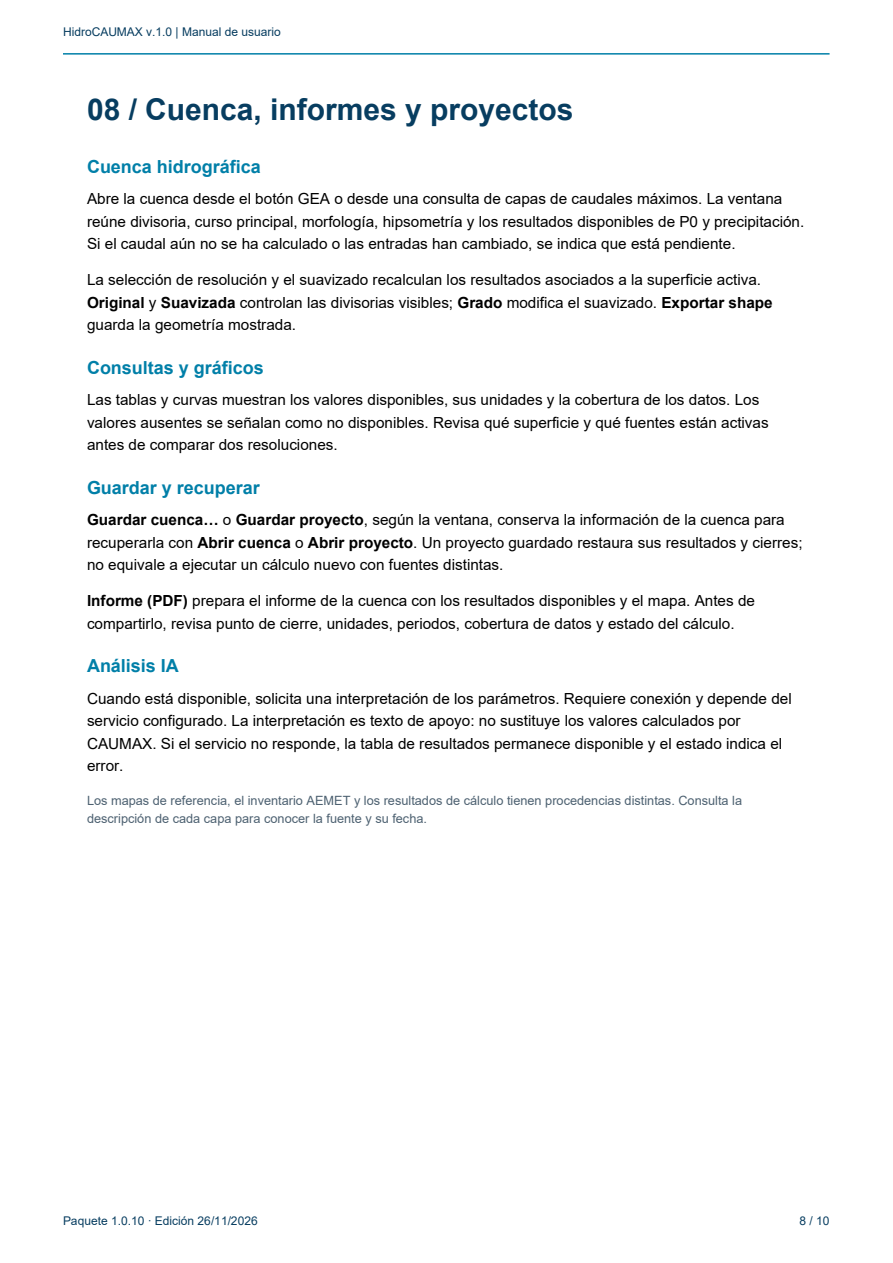 HidroCAUMAX v.1.0 | Manual de usuario
08 / Cuenca, informes y proyectos
Cuenca hidrográfica
Abre la cuenca desde el botón GEA o desde una consulta de capas de caudales máximos. La ventana
reúne divisoria, curso principal, morfología, hipsometría y los resultados disponibles de P0 y precipitación.
Si el caudal aún no se ha calculado o las entradas han cambiado, se indica que está pendiente.
La selección de resolución y el suavizado recalculan los resultados asociados a la superficie activa.
Original y Suavizada controlan las divisorias visibles; Grado modifica el suavizado. Exportar shape
guarda la geometría mostrada.
Consultas y gráficos
Las tablas y curvas muestran los valores disponibles, sus unidades y la cobertura de los datos. Los
valores ausentes se señalan como no disponibles. Revisa qué superficie y qué fuentes están activas
antes de comparar dos resoluciones.
Guardar y recuperar
Guardar cuenca… o Guardar proyecto, según la ventana, conserva la información de la cuenca para
recuperarla con Abrir cuenca o Abrir proyecto. Un proyecto guardado restaura sus resultados y cierres;
no equivale a ejecutar un cálculo nuevo con fuentes distintas.
Informe (PDF) prepara el informe de la cuenca con los resultados disponibles y el mapa. Antes de
compartirlo, revisa punto de cierre, unidades, periodos, cobertura de datos y estado del cálculo.
Análisis IA
Cuando está disponible, solicita una interpretación de los parámetros. Requiere conexión y depende del
servicio configurado. La interpretación es texto de apoyo: no sustituye los valores calculados por
CAUMAX. Si el servicio no responde, la tabla de resultados permanece disponible y el estado indica el
error.
Los mapas de referencia, el inventario AEMET y los resultados de cálculo tienen procedencias distintas. Consulta la
descripción de cada capa para conocer la fuente y su fecha.
Paquete 1.0.10 · Edición 26/11/2026
8 / 10